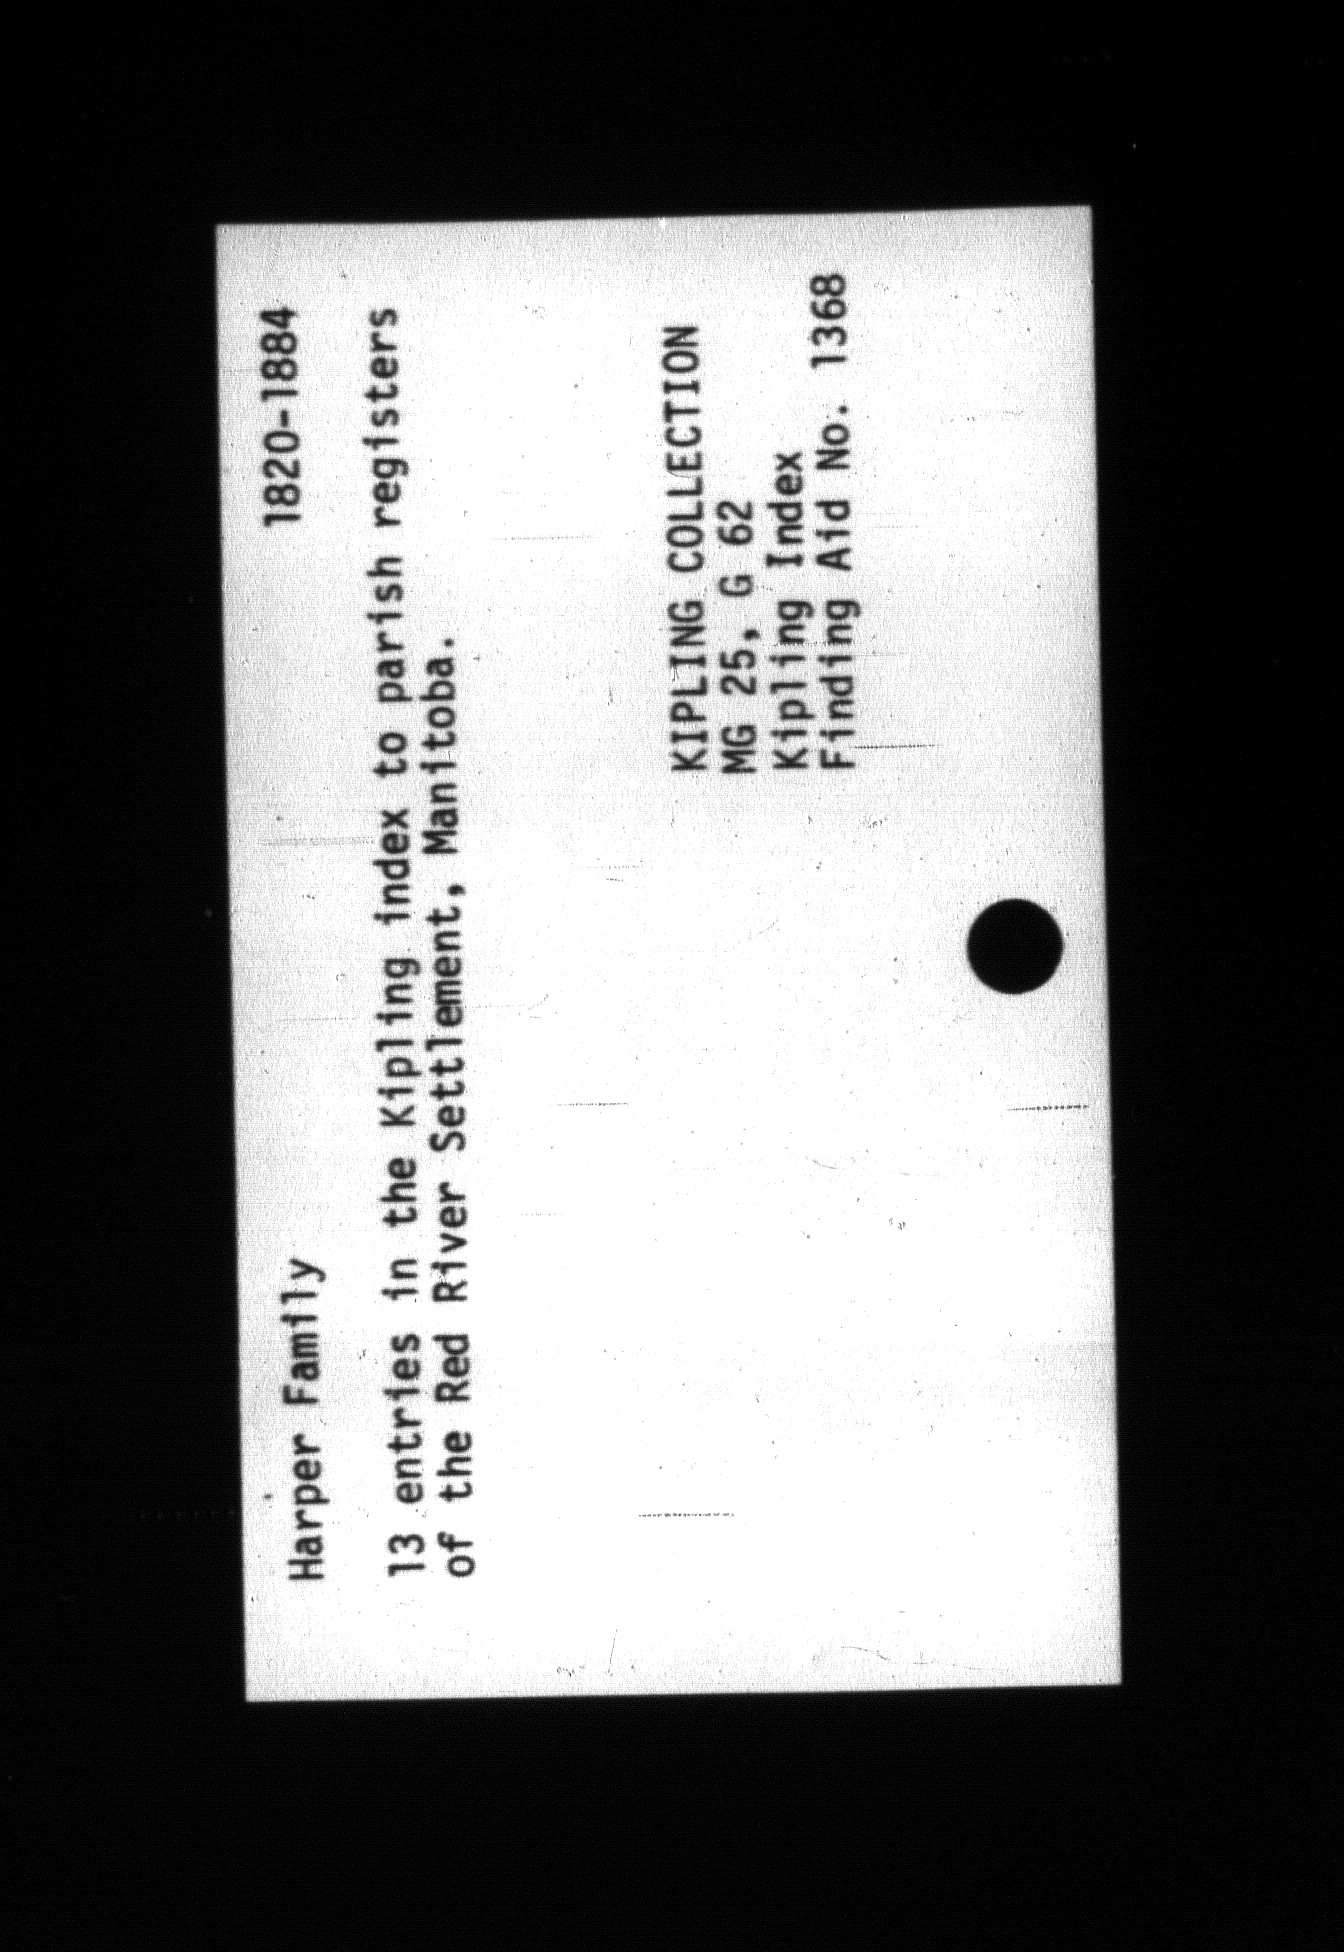 Harper Family 1820-1884
13 entries in the Kipling index to parish registers
of the Red River Settlement, Manitoba.
KIPLING COLLECTION
MG 25, G 62
Kipling Index
Finding Aid No. 1368